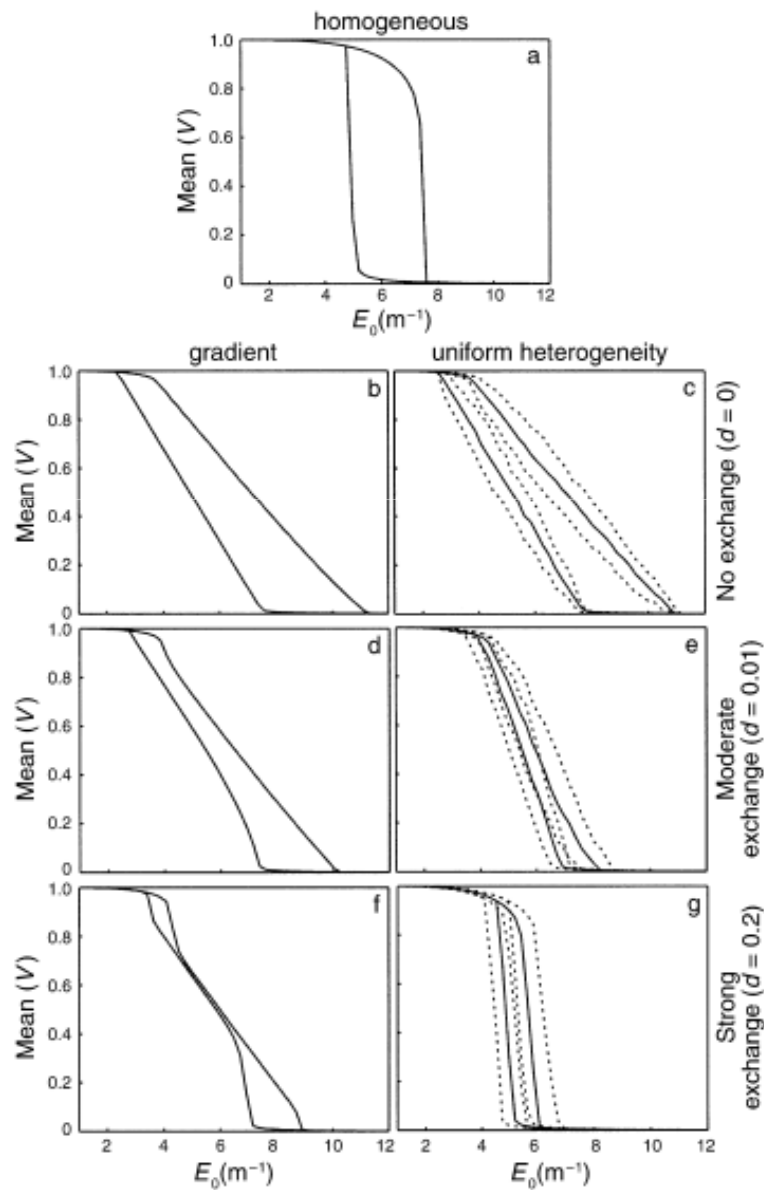 homogeneous
a
Mean (V)
1.0
0.8
0.6
0.4
0.2
0
2 4 6 8 10 12
E₀(m⁻¹)
gradient
uniform heterogeneity
b
c
Mean (V)
1.0
0.8
0.6
0.4
0.2
0
No exchange (d = 0)
d
e
Mean (V)
1.0
0.8
0.6
0.4
0.2
0
Moderate
exchange (d = 0.01)
f
g
Mean (V)
1.0
0.8
0.6
0.4
0.2
0
Strong
exchange (d = 0.2)
2 4 6 8 10 12
2 4 6 8 10 12
E₀(m⁻¹)
E₀(m⁻¹)